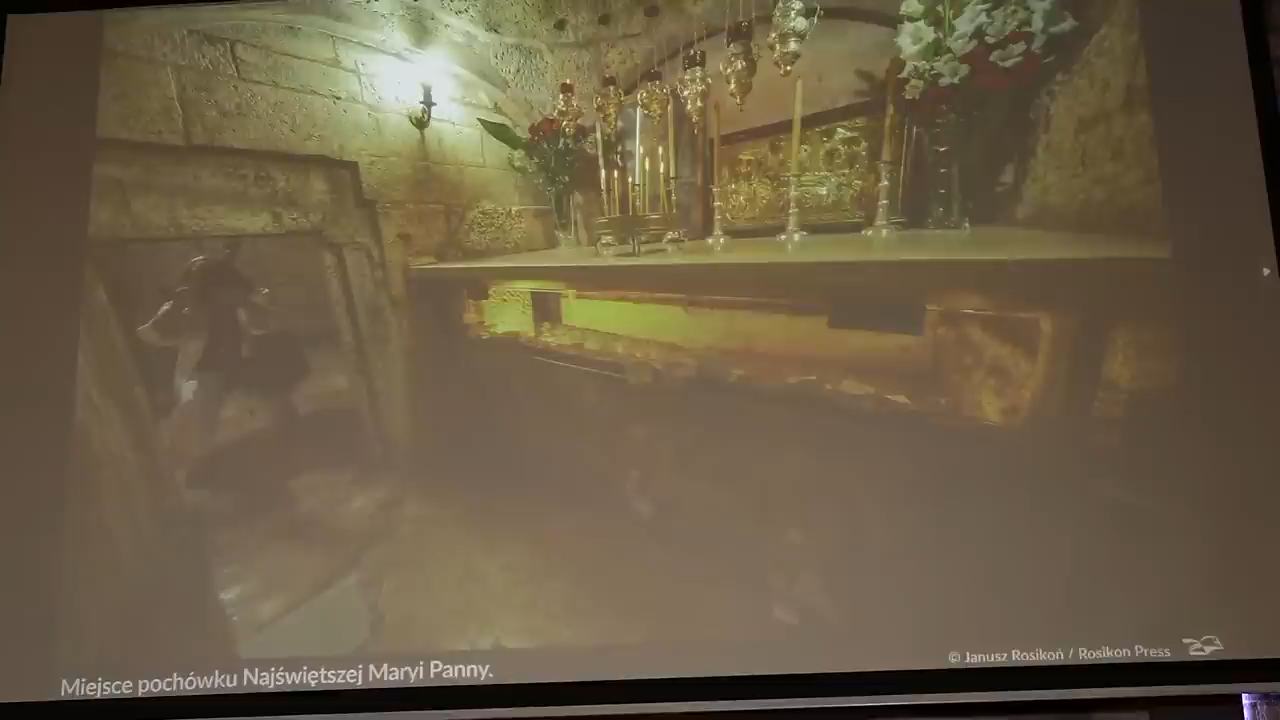 Miejsce pochówku Najświętszej Maryi Panny.
© Janusz Rosikoń / Rosikon Press